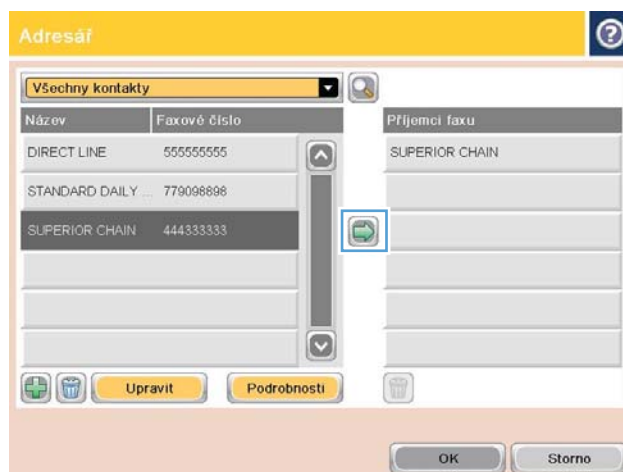 Adresář
Všechny kontakty
Název Faxové číslo Příjemci faxu
DIRECT LINE 555555555 SUPERIOR CHAIN
STANDARD DAILY ... 779098898
SUPERIOR CHAIN 444333333
Upravit Podrobnosti
OK Storno